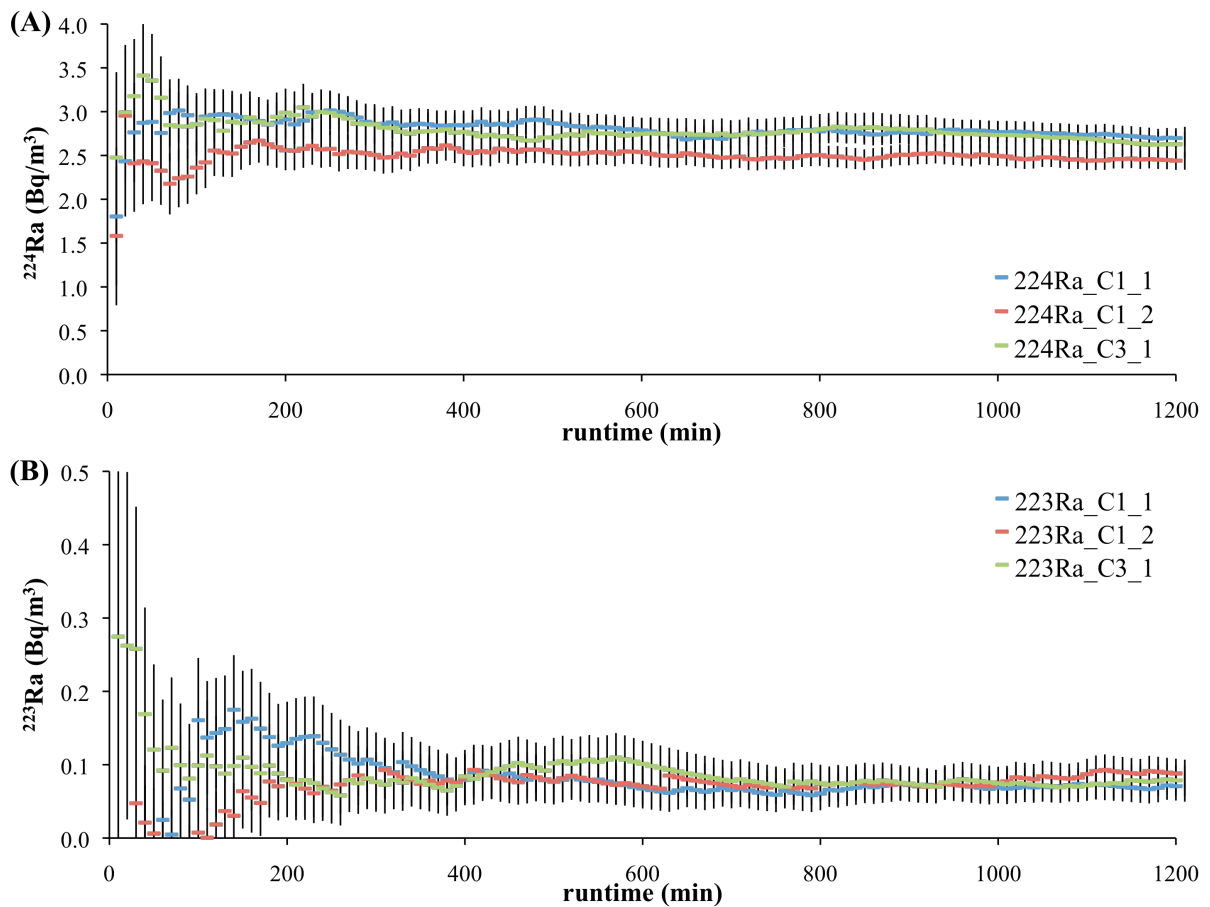 (A)
4.0
3.5
3.0
2.5
2.0
1.5
1.0
0.5
0.0
²²⁴Ra (Bq/m³)
224Ra_C1_1
224Ra_C1_2
224Ra_C3_1
0 200 400 600 800 1000 1200
runtime (min)
(B)
0.5
0.4
0.3
0.2
0.1
0.0
²²³Ra (Bq/m³)
223Ra_C1_1
223Ra_C1_2
223Ra_C3_1
0 200 400 600 800 1000 1200
runtime (min)